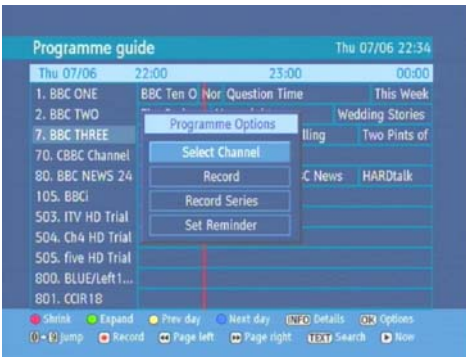 Programme guide Thu 07/06 22:34
Thu 07/06 22:00 23:00 00:00
1. BBC ONE BBC Ten O Nor Question Time This Week
2. BBC TWO Wedding Stories
Programme Options
7. BBC THREE lling Two Pints of
70. CBBC Channel Select Channel
80. BBC NEWS 24 Record C News HARDtalk
105. BBCi
Record Series
503. ITV HD Trial
Set Reminder
504. Ch4 HD Trial
505. five HD Trial
800. BLUE/Left1...
801. CCIR18
Shrink Expand Prev day Next day INFO Details OK Options
0-9 Jump Record Page left Page right TEXT Search Now